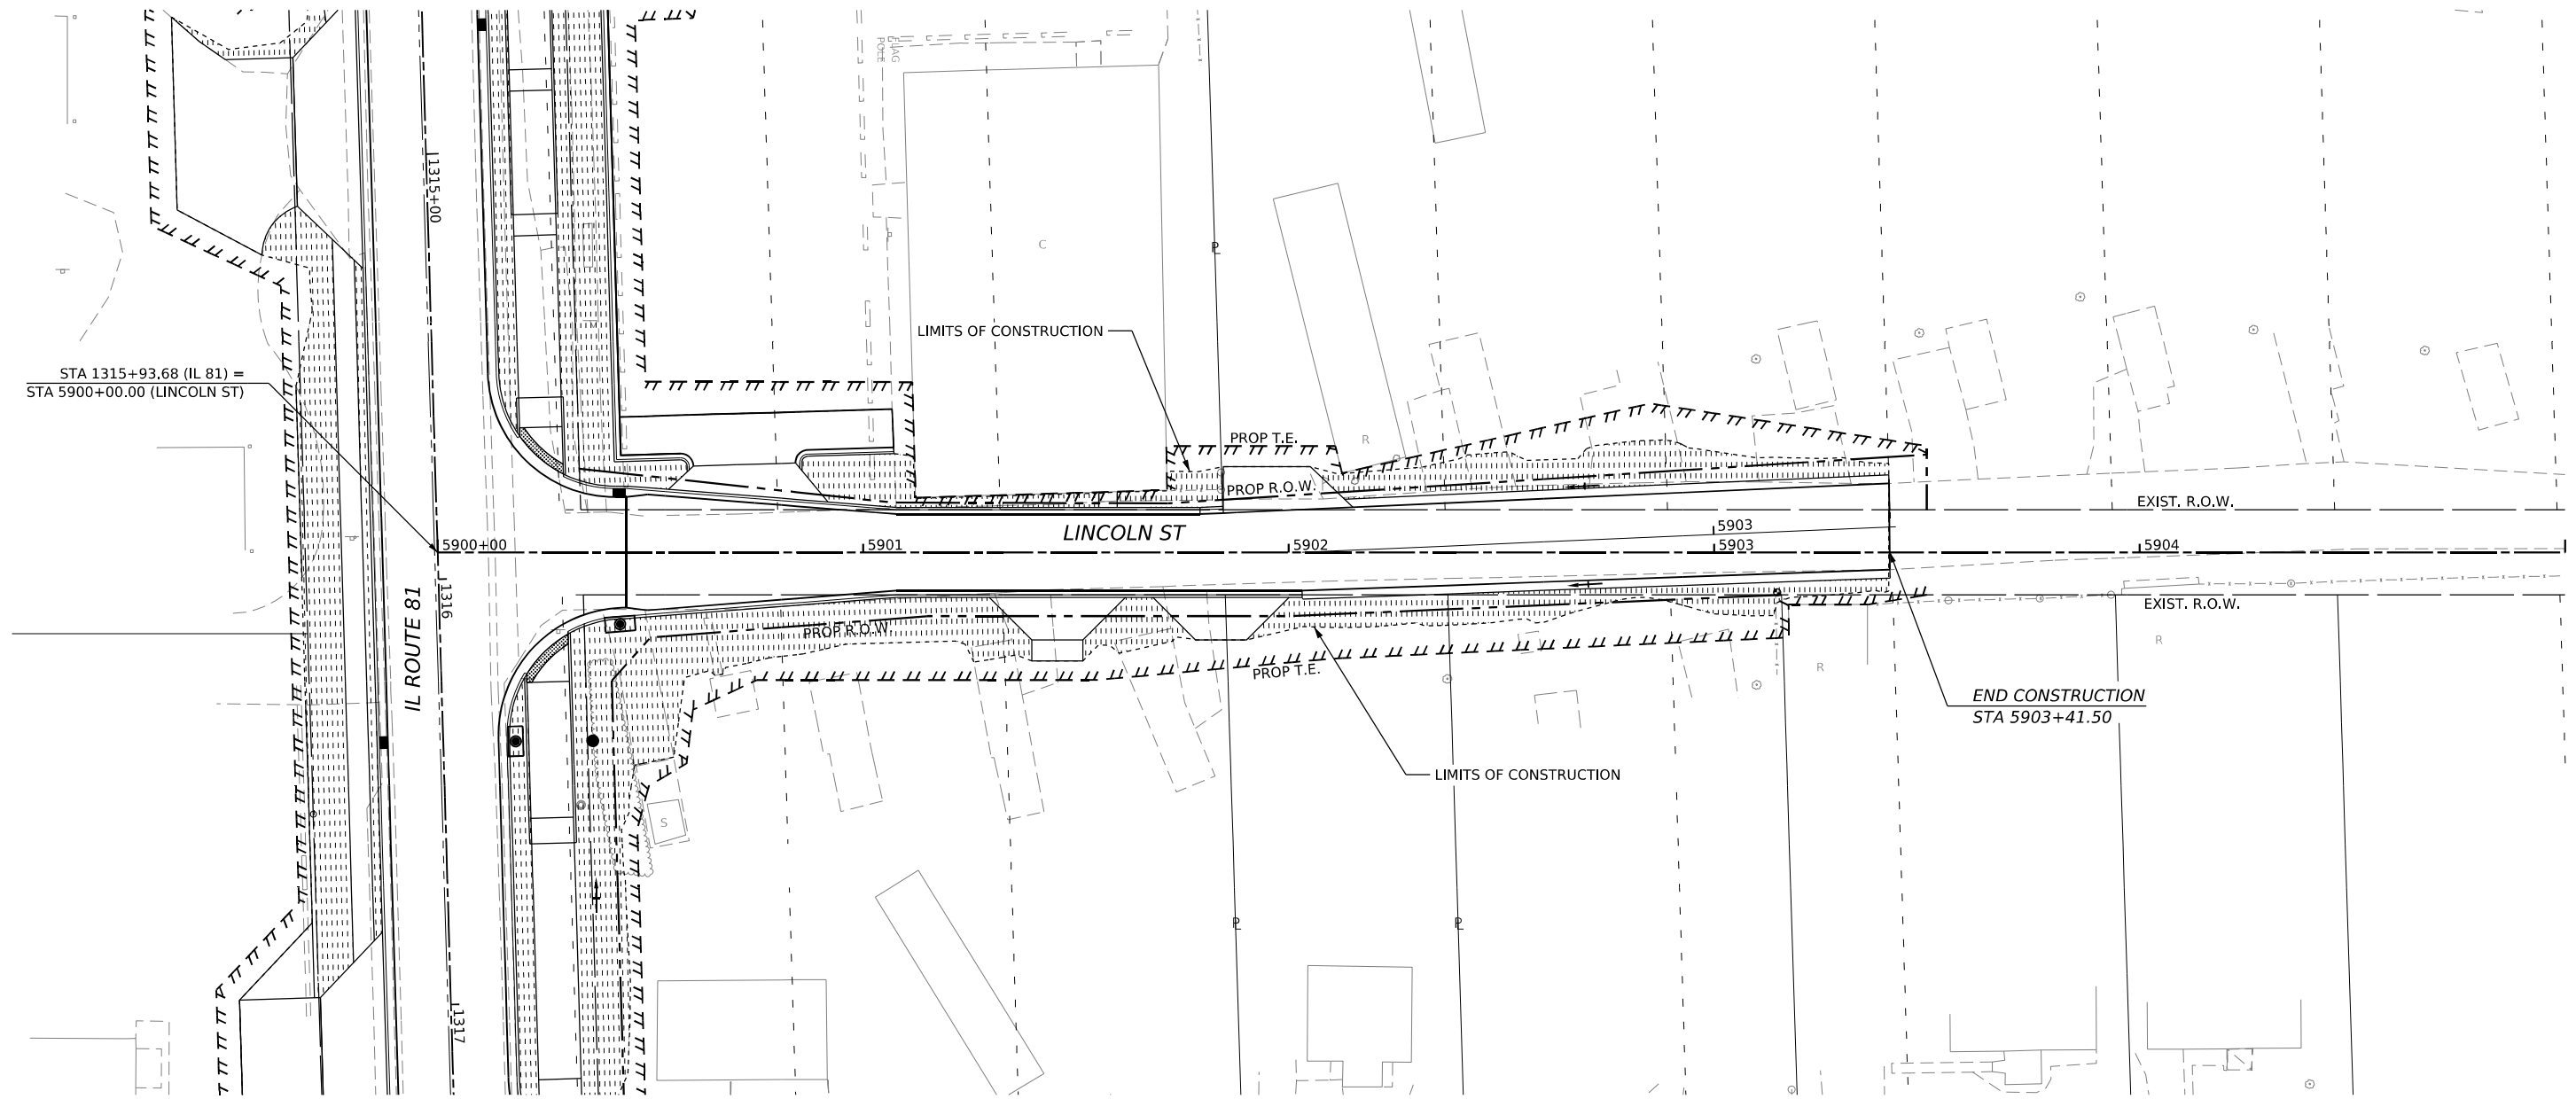 FLAG
POLE
1315+00
C
P
L
LIMITS OF CONSTRUCTION
STA 1315+93.68 (IL 81) =
STA 5900+00.00 (LINCOLN ST)
PROP T.E.
R
PROP R.O.W.
EXIST. R.O.W.
LINCOLN ST
5903
5900+00
5901
5902
5903
5904
1316
IL ROUTE 81
PROP R.O.W
EXIST. R.O.W.
R
R
PROP T.E.
END CONSTRUCTION
STA 5903+41.50
LIMITS OF CONSTRUCTION
S
P
L
P
L
1317